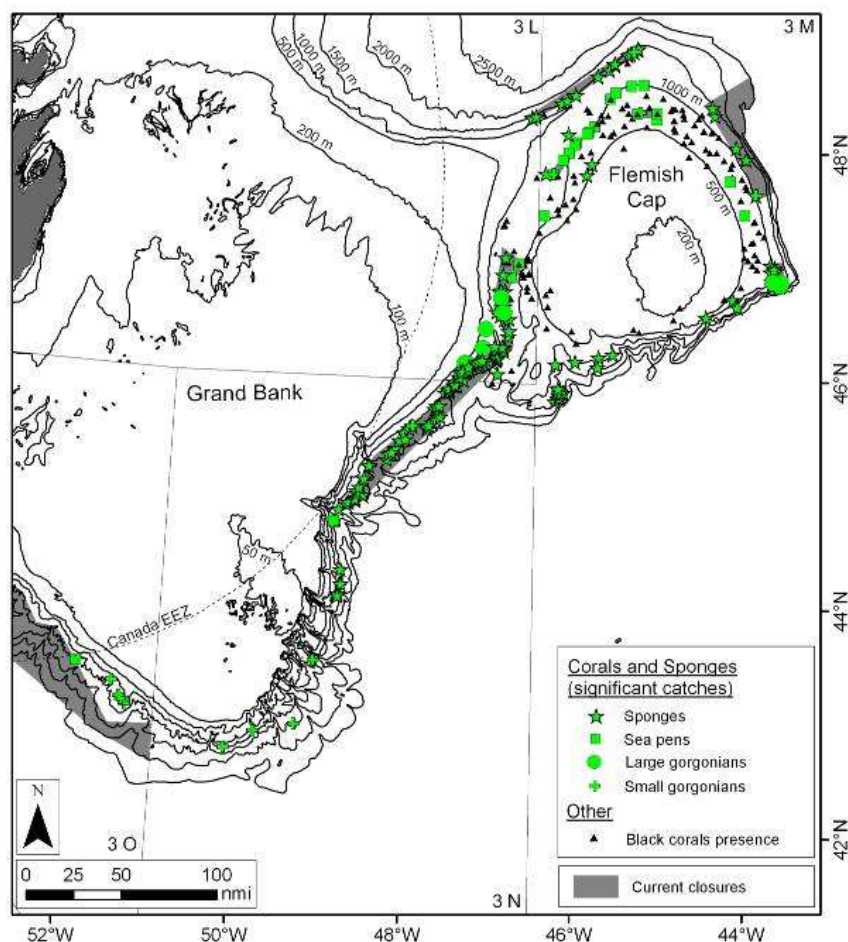 3 L
3 M
500 m
1000 m
1500 m
2000 m
2500 m
200 m
1000 m
48°N
Flemish
Cap
500 m
200 m
100 m
46°N
Grand Bank
50 m
Canada EEZ
44°N
Corals and Sponges
(significant catches)
Sponges
Sea pens
Large gorgonians
Small gorgonians
Other
Black corals presence
Current closures
N
3 O
42°N
0 25 50 100
nmi
3 N
52°W 50°W 48°W 46°W 44°W